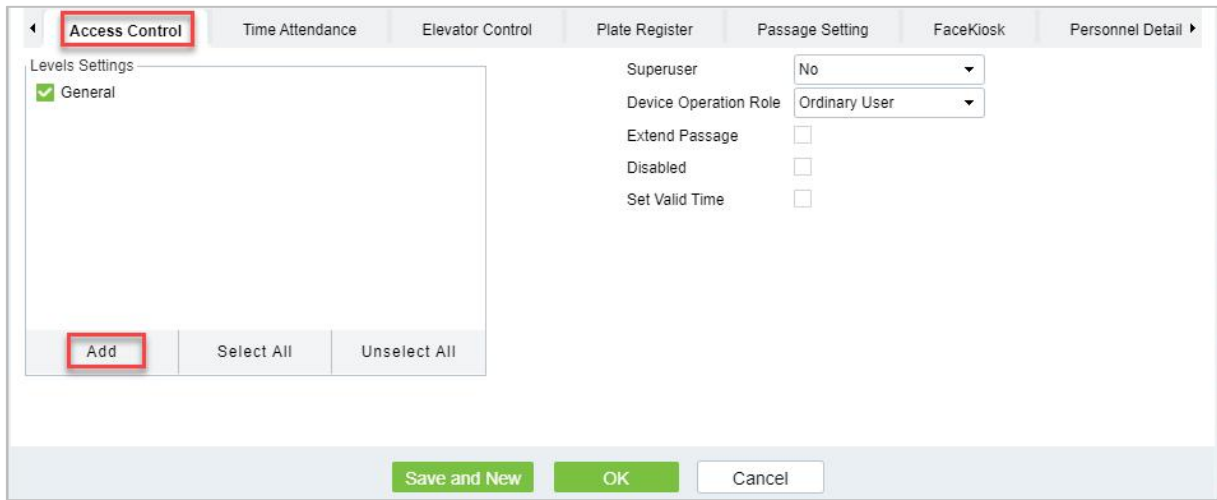 Access Control Time Attendance Elevator Control Plate Register Passage Setting FaceKiosk Personnel Detail
Levels Settings
General
Add Select All Unselect All
Superuser No
Device Operation Role Ordinary User
Extend Passage
Disabled
Set Valid Time
Save and New OK Cancel